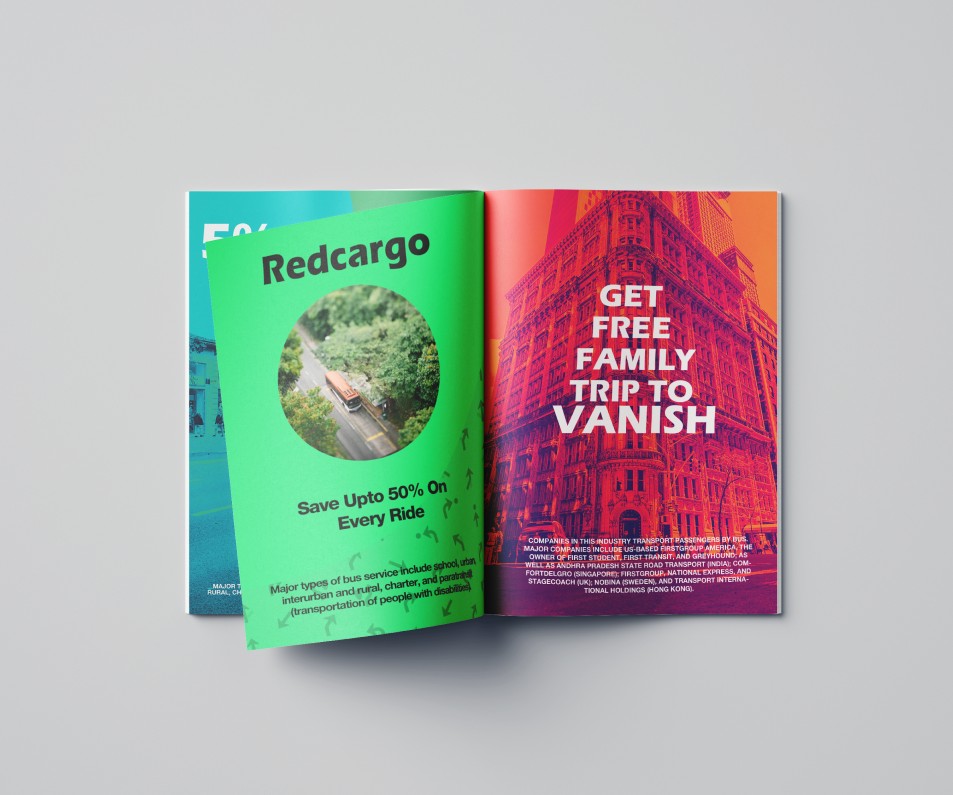 5%
MAJOR T
RURAL, CH
Redcargo
Save Upto 50% On
Every Ride
Major types of bus service include school, urban,
interurban and rural, charter, and paratransit
(transportation of people with disabilities).
GET
FREE
FAMILY
TRIP TO
VANISH
COMPANIES IN THIS INDUSTRY TRANSPORT PASSENGERS BY BUS.
MAJOR COMPANIES INCLUDE US-BASED FIRSTGROUP AMERICA, THE
OWNER OF FIRST STUDENT, FIRST TRANSIT, AND GREYHOUND; AS
WELL AS ANDHRA PRADESH STATE ROAD TRANSPORT (INDIA); COM-
FORTDELGRO (SINGAPORE); FIRSTGROUP, NATIONAL EXPRESS, AND
STAGECOACH (UK); NOBINA (SWEDEN), AND TRANSPORT INTERNA-
TIONAL HOLDINGS (HONG KONG).